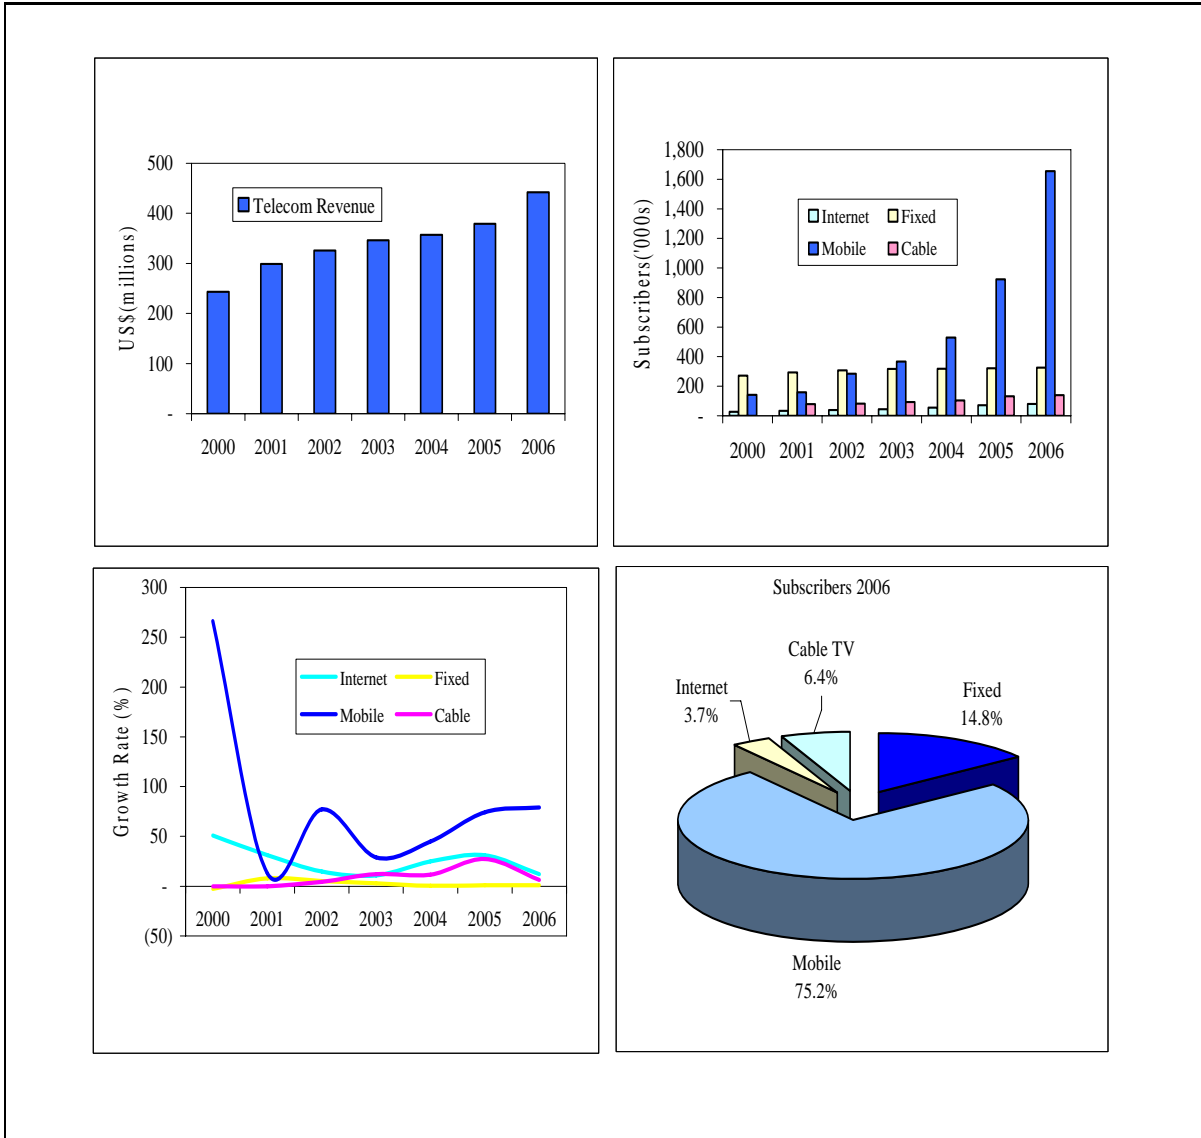 500
400
300
200
100
-
US$(millions)
Telecom Revenue
2000 2001 2002 2003 2004 2005 2006
1,800
1,600
1,400
1,200
1,000
800
600
400
200
-
Subscribers('000s)
Internet Fixed
Mobile Cable
2000 2001 2002 2003 2004 2005 2006
300
250
200
150
100
50
-
(50)
Growth Rate (%)
Internet Fixed
Mobile Cable
2000 2001 2002 2003 2004 2005 2006
Subscribers 2006
Cable TV
6.4%
Internet
3.7%
Fixed
14.8%
Mobile
75.2%